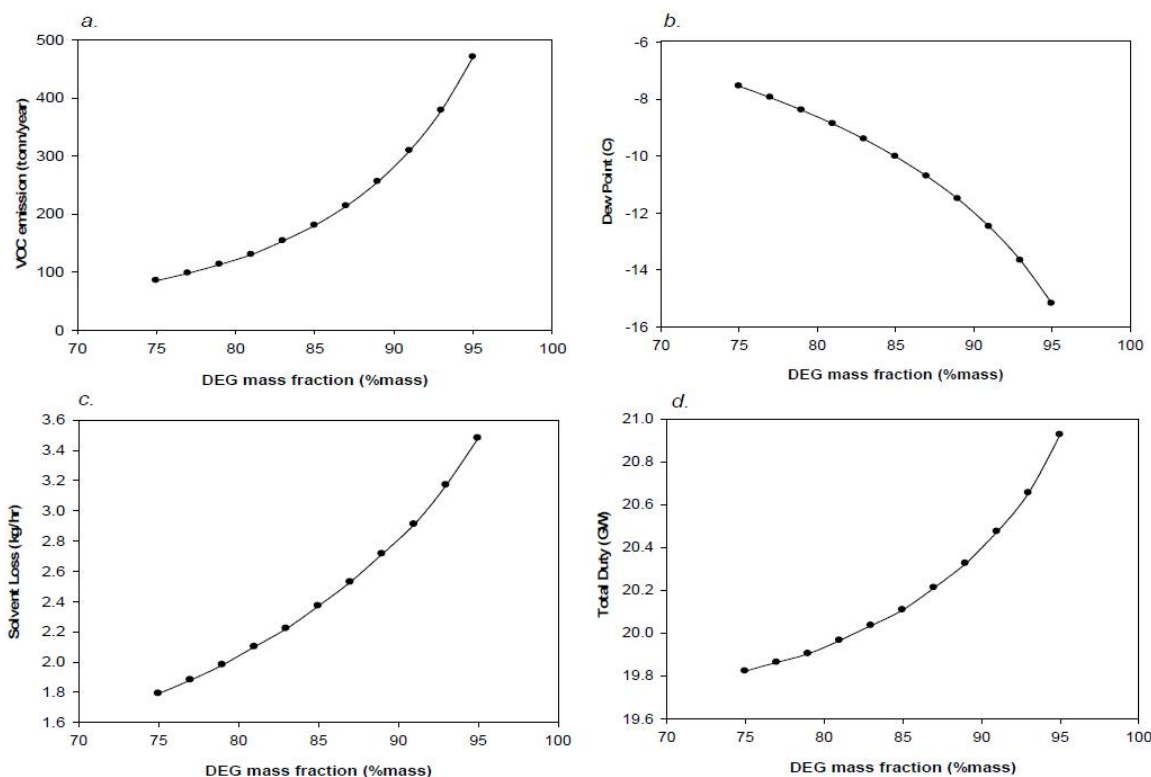 a.
VOC emission (tonn/year)
500
400
300
200
100
0
70 75 80 85 90 95 100
DEG mass fraction (%mass)
b.
Dew Point (C)
-6
-8
-10
-12
-14
-16
70 75 80 85 90 95 100
DEG mass fraction (%mass)
c.
Solvent Loss (kg/hr)
3.6
3.4
3.2
3.0
2.8
2.6
2.4
2.2
2.0
1.8
1.6
70 75 80 85 90 95 100
DEG mass fraction (%mass)
d.
Total Duty (GW)
21.0
20.8
20.6
20.4
20.2
20.0
19.8
19.6
70 75 80 85 90 95 100
DEG mass fraction (%mass)